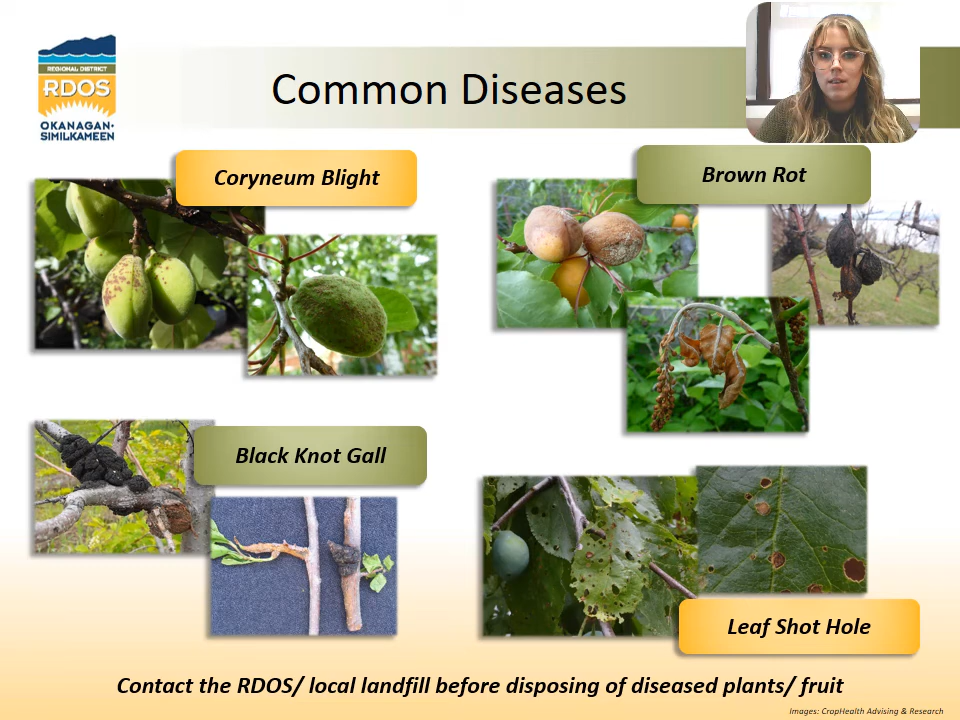 REGIONAL DISTRICT
RDOS
OKANAGAN·
SIMILKAMEEN
Common Diseases
Coryneum Blight
Brown Rot
Black Knot Gall
Leaf Shot Hole
Contact the RDOS/ local landfill before disposing of diseased plants/ fruit
Images: CropHealth Advising & Research